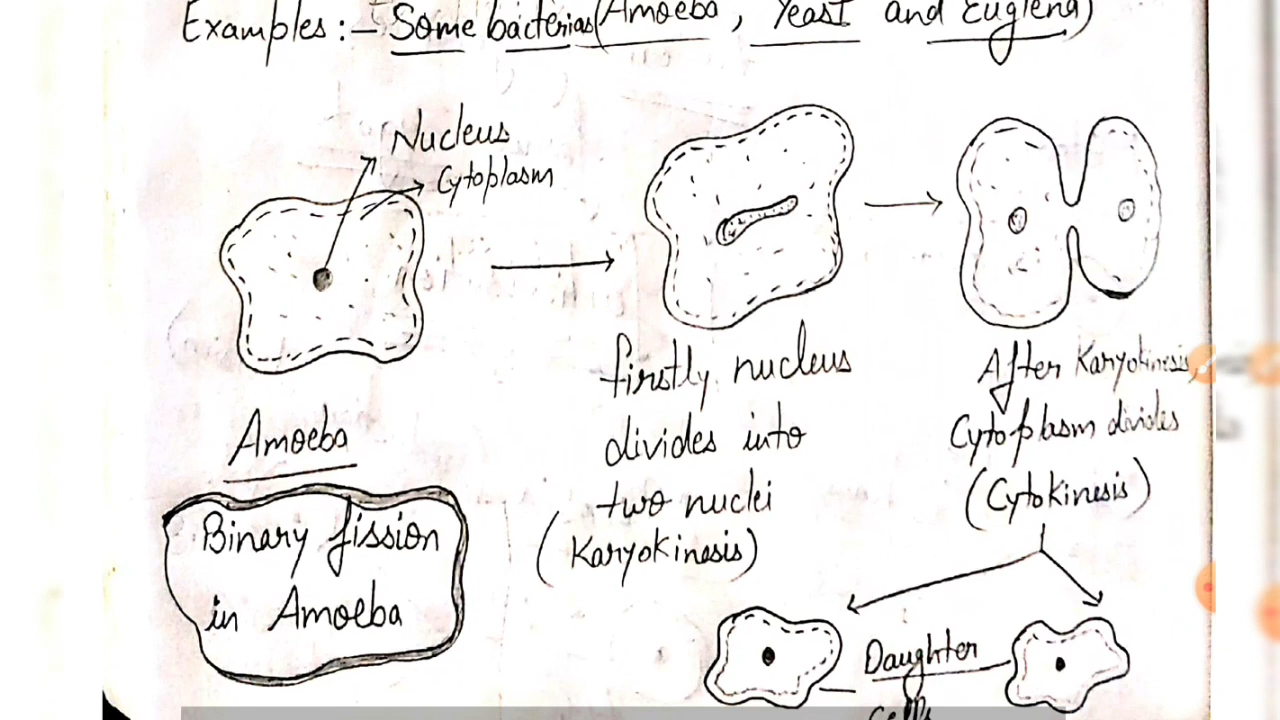 Examples :- Some bacterias (Amoeba, Yeast and Euglena)
Nucleus
Cytoplasm
Amoeba
Binary fission
in Amoeba
firstly nucleus
divides into
two nuclei
(Karyokinesis)
After Karyokinesis,
Cytoplasm divides
(Cytokinesis)
Daughter
Cells